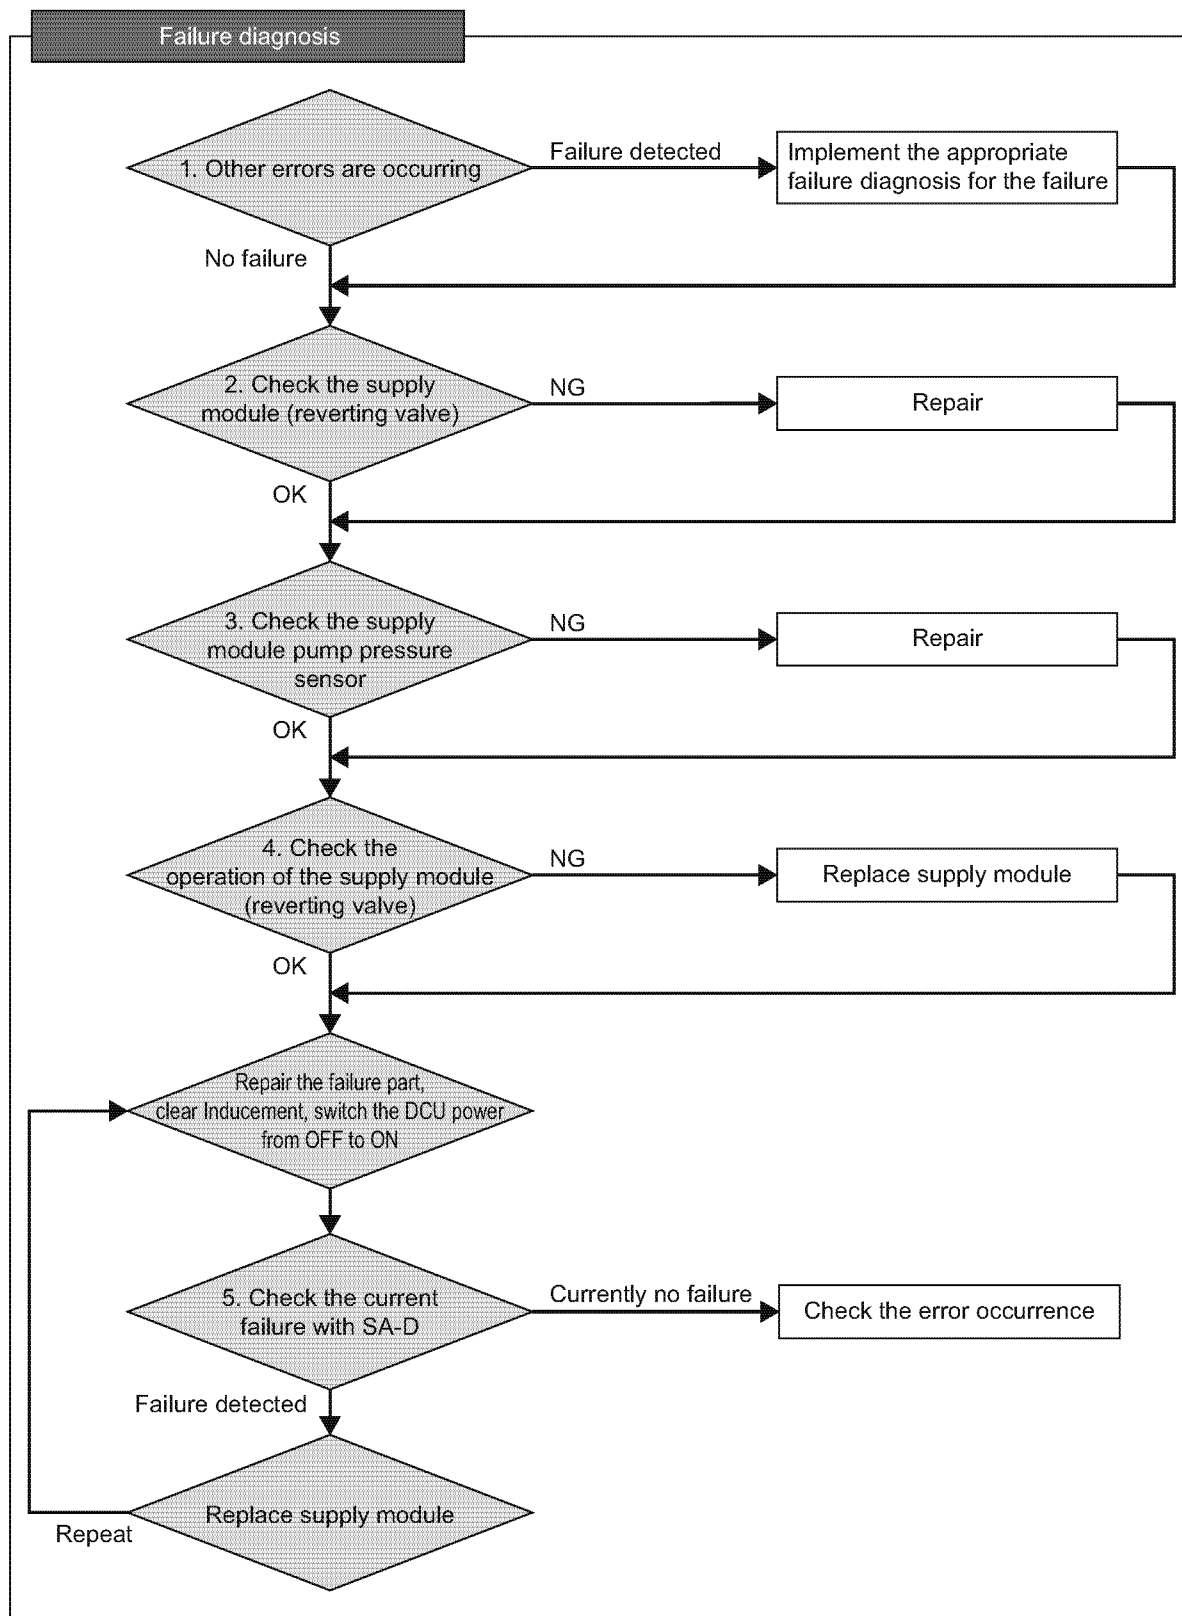 Failure diagnosis
1. Other errors are occurring
Failure detected
Implement the appropriate
failure diagnosis for the failure
No failure
2. Check the supply
module (reverting valve)
NG
Repair
OK
3. Check the supply
module pump pressure
sensor
NG
Repair
OK
4. Check the
operation of the supply module
(reverting valve)
NG
Replace supply module
OK
Repair the failure part,
clear Inducement, switch the DCU power
from OFF to ON
5. Check the current
failure with SA-D
Currently no failure
Check the error occurrence
Failure detected
Replace supply module
Repeat